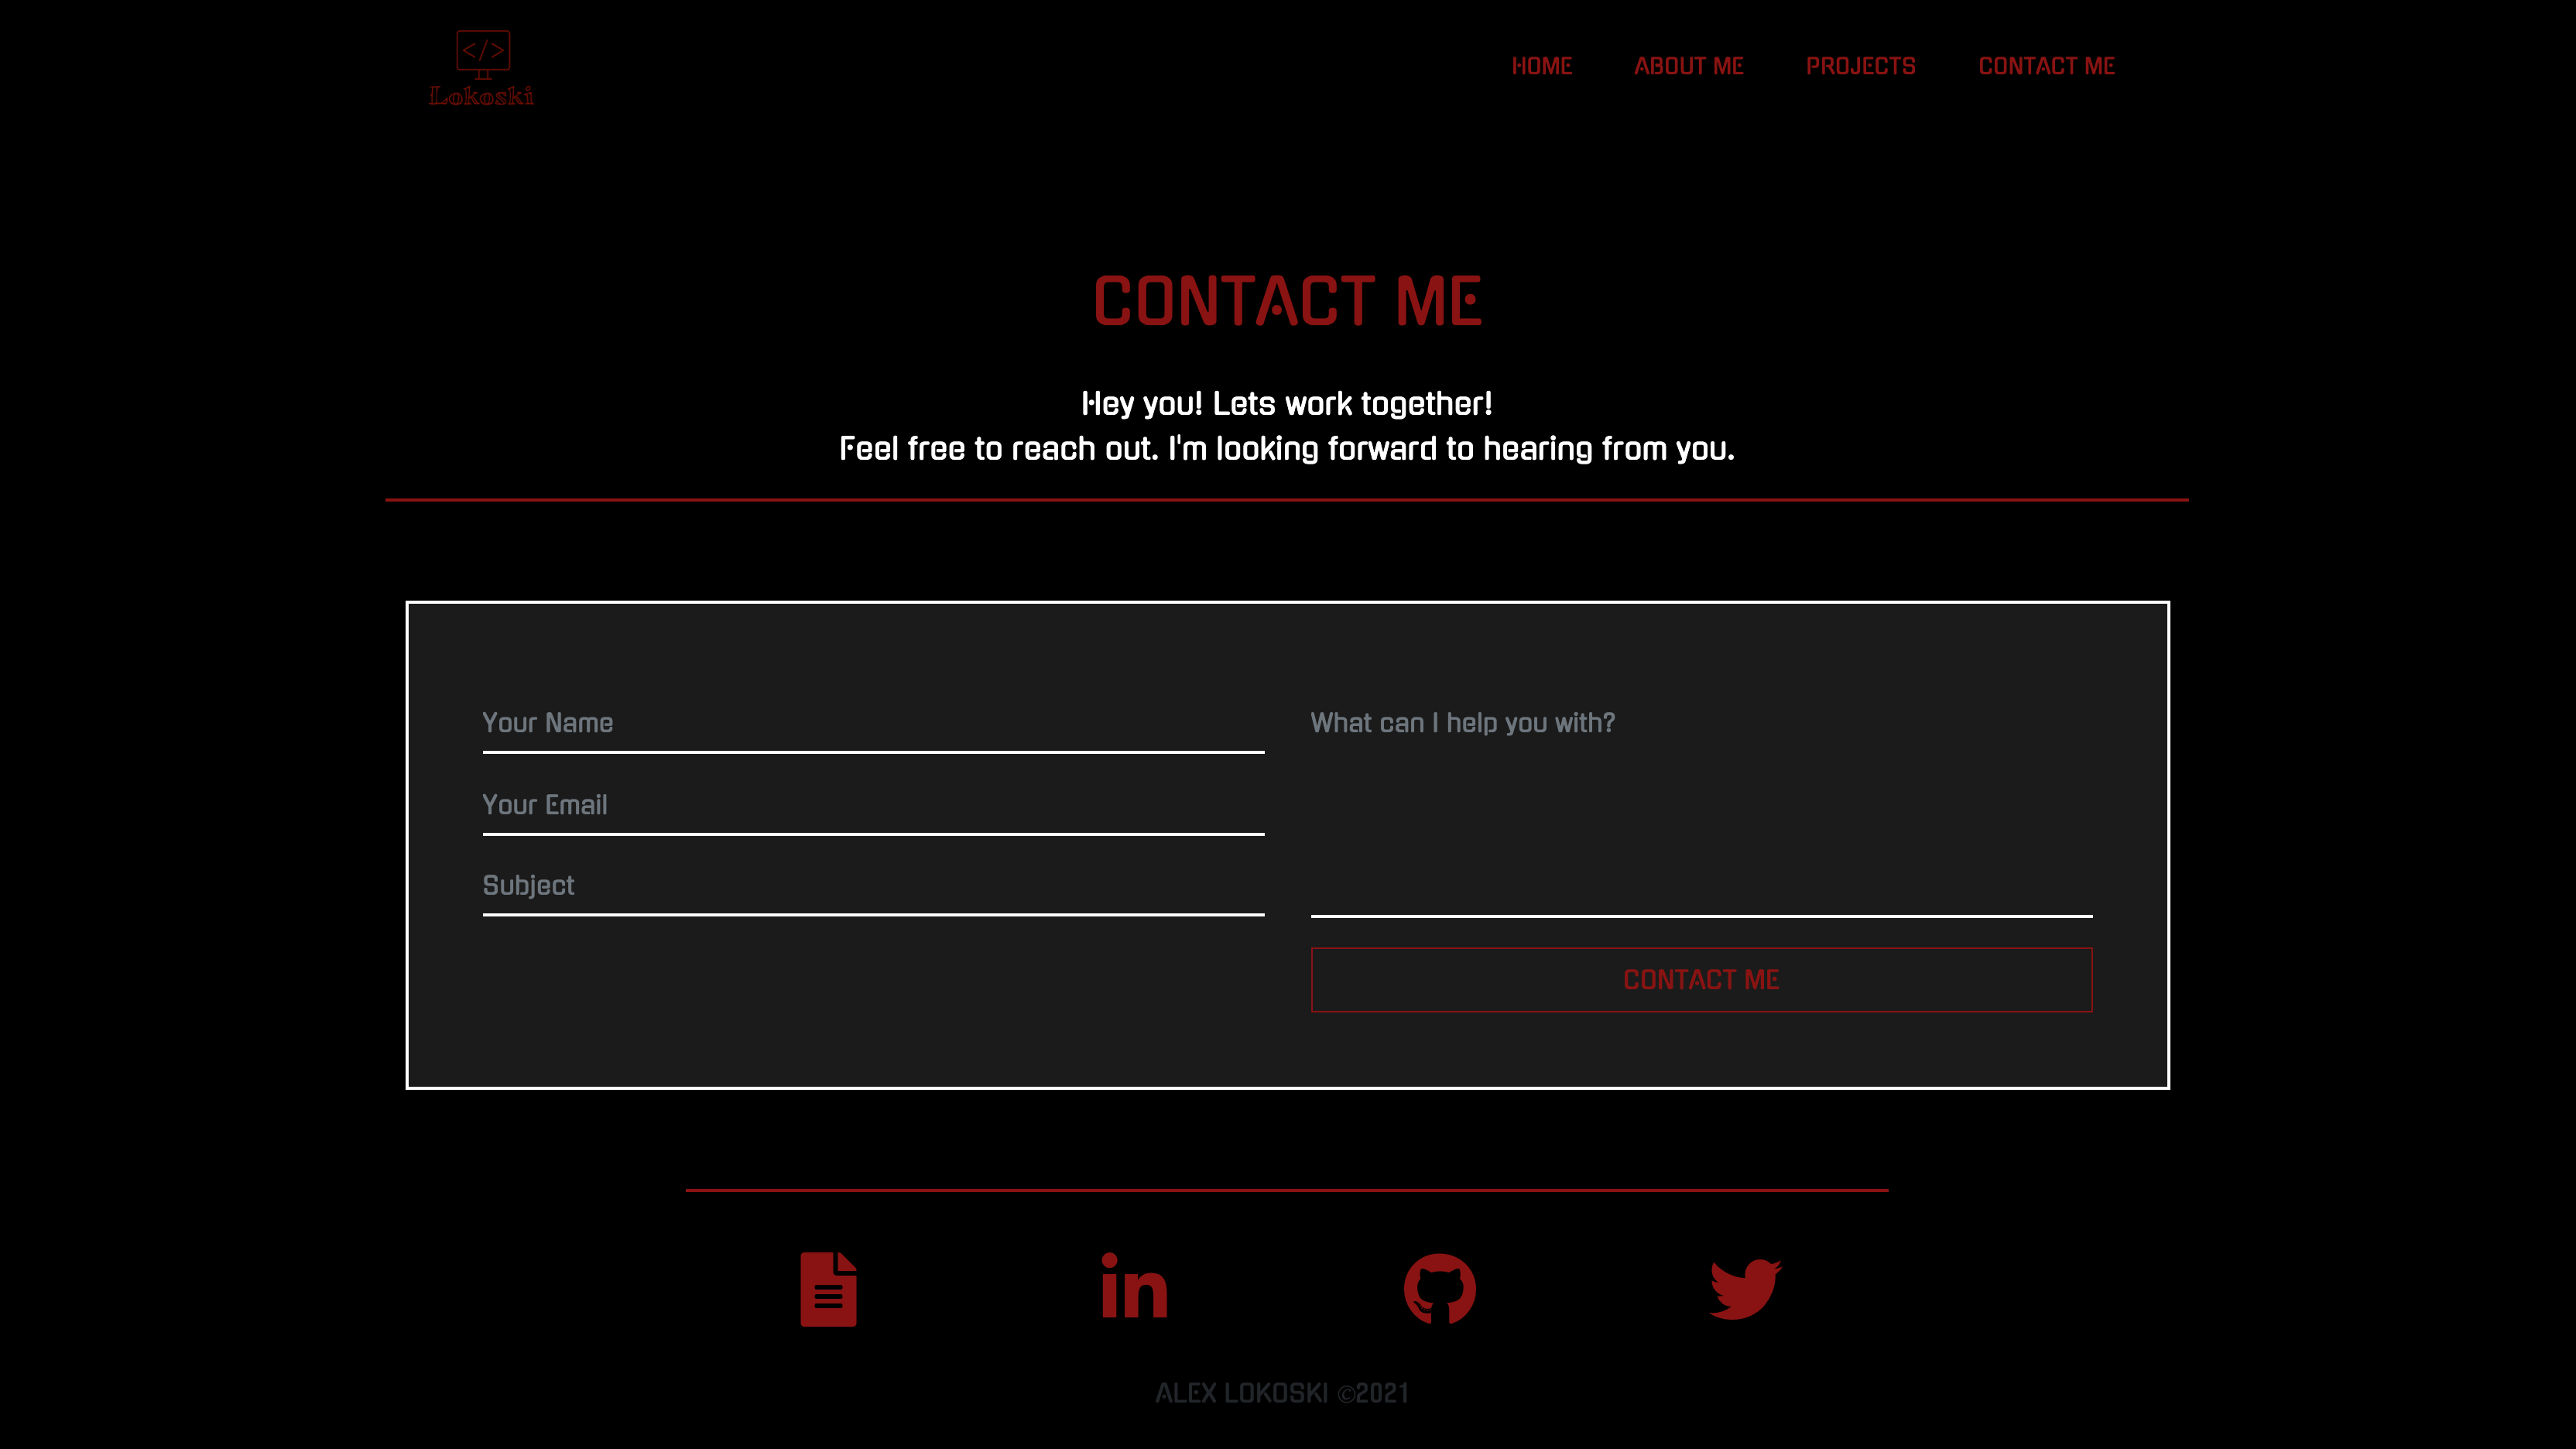 </>
Lokoski
HOME ABOUT ME PROJECTS CONTACT ME
CONTACT ME
Hey you! Lets work together!
Feel free to reach out. I'm looking forward to hearing from you.
Your Name
Your Email
Subject
What can I help you with?
CONTACT ME
in
ALEX LOKOSKI ©2021